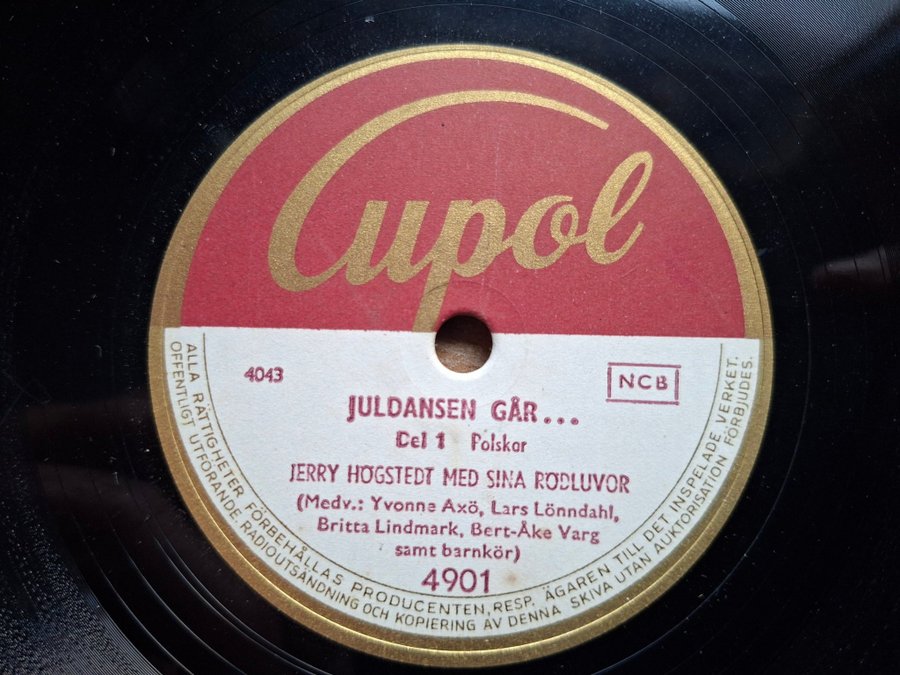 Cupol
4043
NCB
JULDANSEN GÅR...
Del 1 Polskor
JERRY HÖGSTEDT MED SINA RÖDLUVOR
(Medv.: Yvonne Axö, Lars Lönndahl,
Britta Lindmark, Bert-Åke Varg
samt barnkör)
4901
ALLA RÄTTIGHETER FÖRBEHÅLLAS PRODUCENTEN, RESP. ÄGAREN TILL DET INSPELADE VERKET.
OFFENTLIGT UTFÖRANDE, RADIOUTSÄNDNING OCH KOPIERING AV DENNA SKIVA UTAN AUKTORISATION FÖRBJUDES.